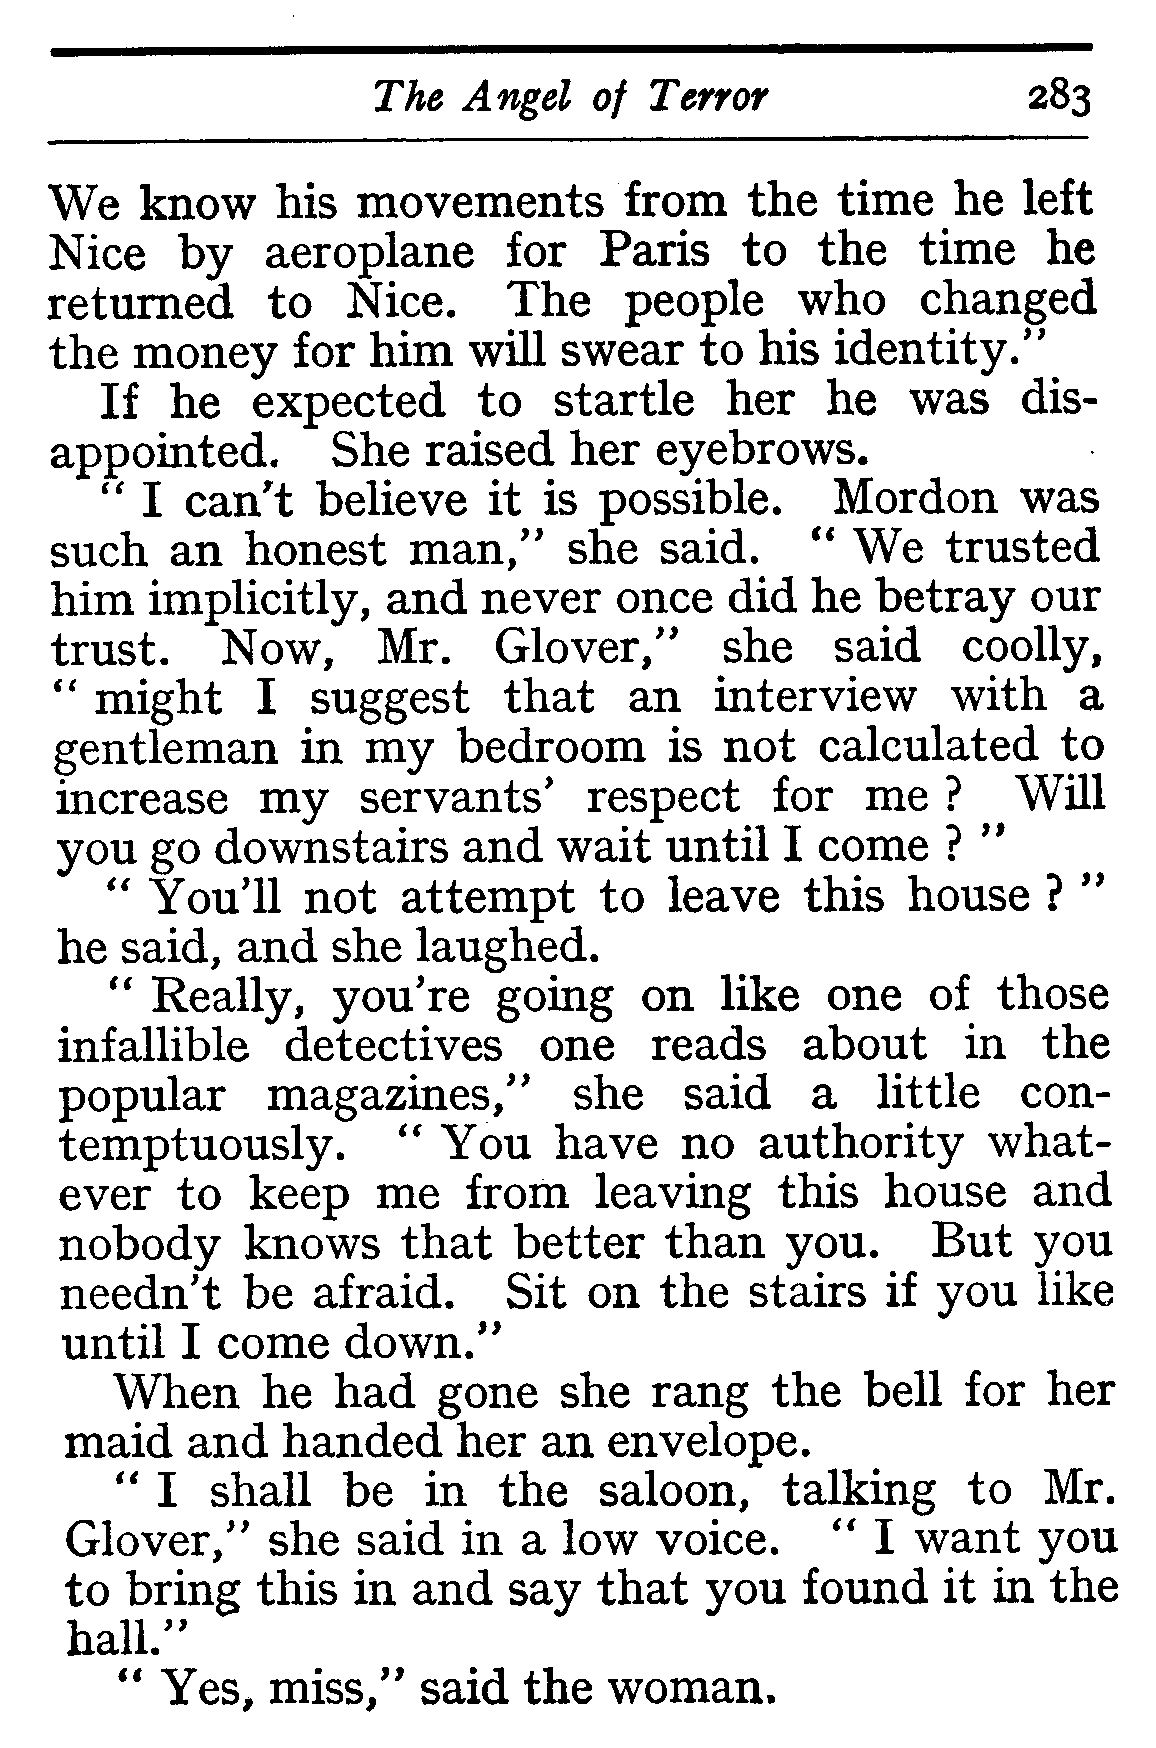 The Angel of Terror 283
We know his movements from the time he left
Nice by aeroplane for Paris to the time he
returned to Nice. The people who changed
the money for him will swear to his identity."
If he expected to startle her he was dis-
appointed. She raised her eyebrows.
" I can't believe it is possible. Mordon was
such an honest man," she said. " We trusted
him implicitly, and never once did he betray our
trust. Now, Mr. Glover," she said coolly,
" might I suggest that an interview with a
gentleman in my bedroom is not calculated to
increase my servants' respect for me ? Will
you go downstairs and wait until I come ? "
" You'll not attempt to leave this house ? "
he said, and she laughed.
" Really, you're going on like one of those
infallible detectives one reads about in the
popular magazines," she said a little con-
temptuously. " You have no authority what-
ever to keep me from leaving this house and
nobody knows that better than you. But you
needn't be afraid. Sit on the stairs if you like
until I come down."
When he had gone she rang the bell for her
maid and handed her an envelope.
" I shall be in the saloon, talking to Mr.
Glover," she said in a low voice. " I want you
to bring this in and say that you found it in the
hall."
" Yes, miss," said the woman.